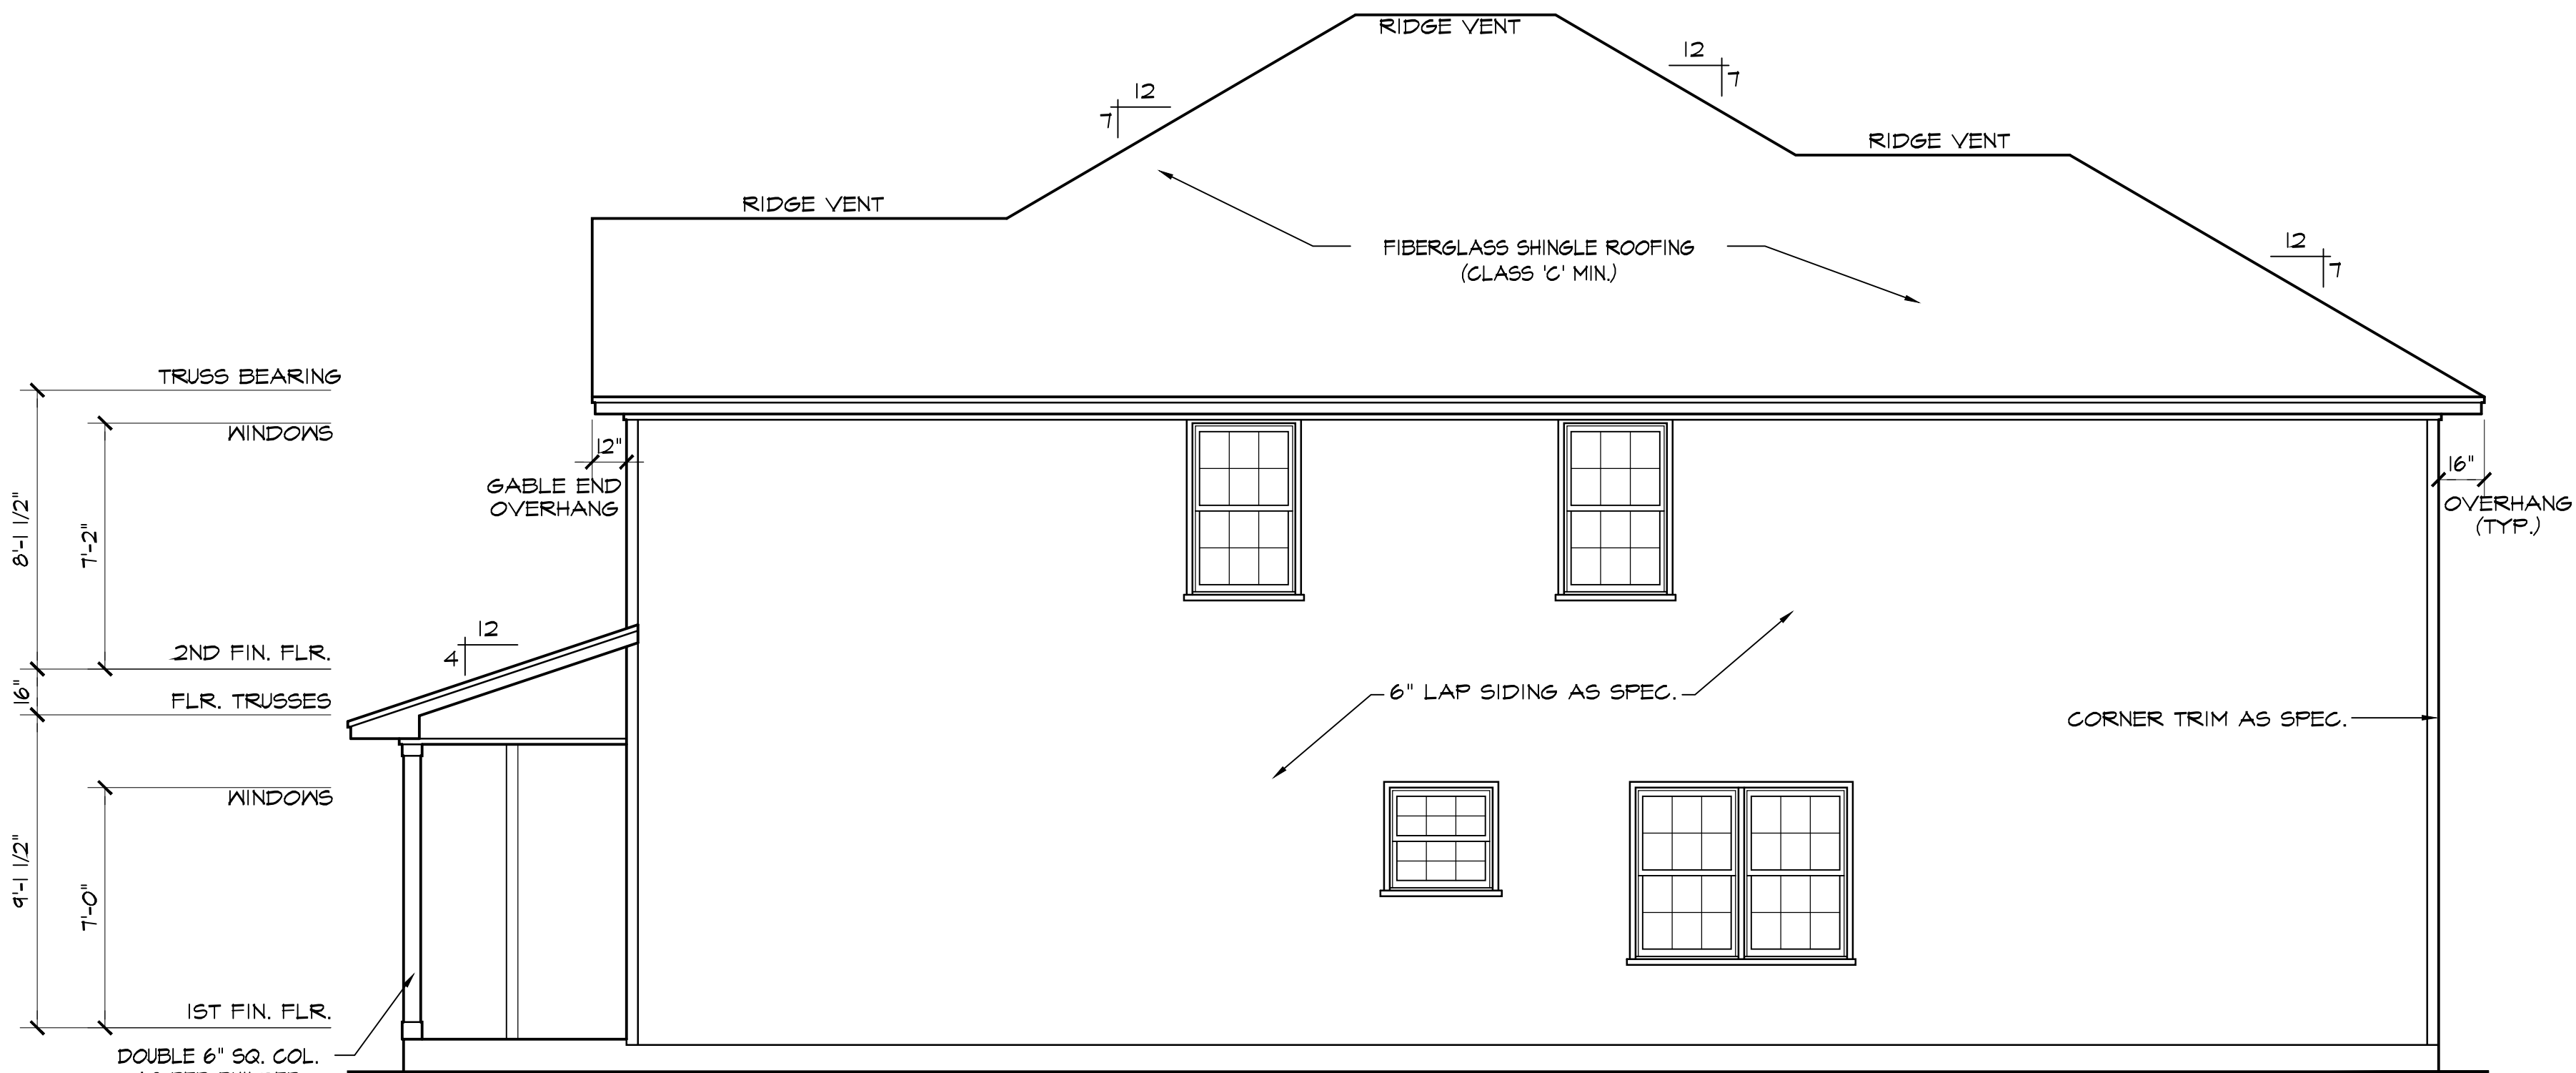 RIDGE VENT
12
7
12
7
RIDGE VENT
RIDGE VENT
12
7
FIBERGLASS SHINGLE ROOFING
(CLASS 'C' MIN.)
TRUSS BEARING
WINDOWS
8'-1 1/2"
7'-2"
12"
GABLE END
OVERHANG
16"
OVERHANG
(TYP.)
12
4
2ND FIN. FLR.
16"
FLR. TRUSSES
6" LAP SIDING AS SPEC.
CORNER TRIM AS SPEC.
WINDOWS
9'-1 1/2"
7'-0"
1ST FIN. FLR.
DOUBLE 6" SQ. COL.